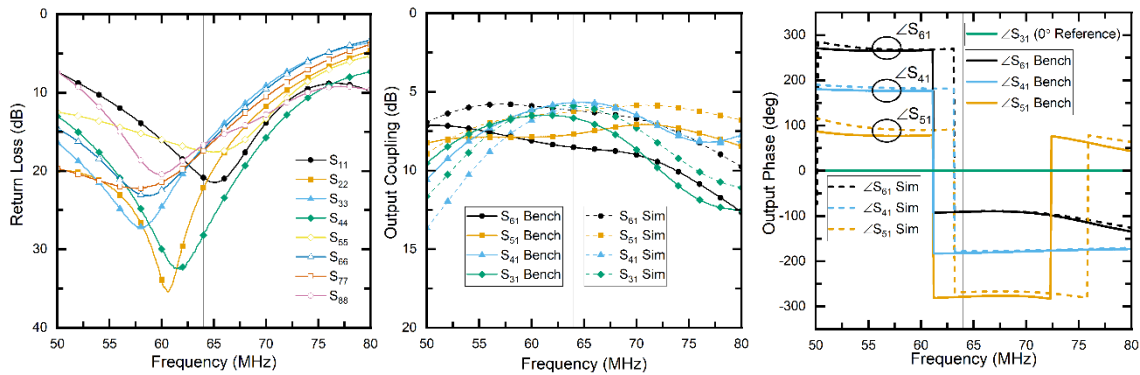 0
10
20
30
40
Return Loss (dB)
50 55 60 65 70 75 80
Frequency (MHz)
S11
S22
S33
S44
S55
S66
S77
S88
0
5
10
15
20
Output Coupling (dB)
50 55 60 65 70 75 80
Frequency (MHz)
S61 Bench
S51 Bench
S41 Bench
S31 Bench
S61 Sim
S51 Sim
S41 Sim
S31 Sim
300
200
100
0
-100
-200
-300
Output Phase (deg)
50 55 60 65 70 75 80
Frequency (MHz)
∠S61
∠S41
∠S51
∠S31 (0° Reference)
∠S61 Bench
∠S41 Bench
∠S51 Bench
∠S61 Sim
∠S41 Sim
∠S51 Sim